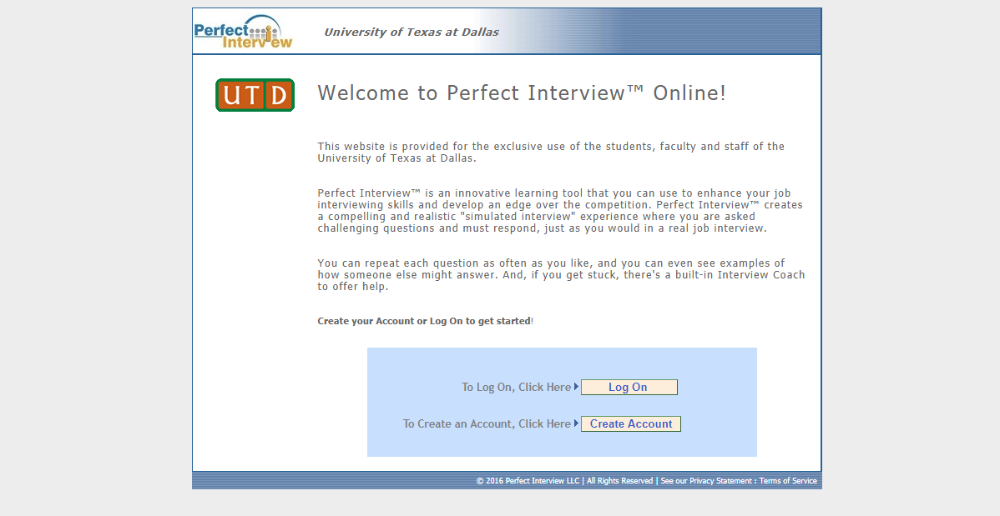 Perfect
Interview
University of Texas at Dallas
UTD
Welcome to Perfect Interview™ Online!
This website is provided for the exclusive use of the students, faculty and staff of the
University of Texas at Dallas.
Perfect Interview™ is an innovative learning tool that you can use to enhance your job
interviewing skills and develop an edge over the competition. Perfect Interview™ creates
a compelling and realistic "simulated interview" experience where you are asked
challenging questions and must respond, just as you would in a real job interview.
You can repeat each question as often as you like, and you can even see examples of
how someone else might answer. And, if you get stuck, there's a built-in Interview Coach
to offer help.
Create your Account or Log On to get started!
To Log On, Click Here Log On
To Create an Account, Click Here Create Account
© 2016 Perfect Interview LLC | All Rights Reserved | See our Privacy Statement : Terms of Service